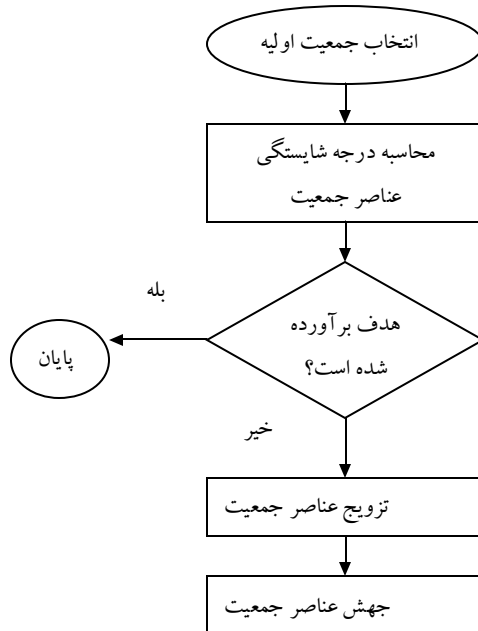 انتخاب جمعیت اولیه
محاسبه درجه شایستگی
عناصر جمعیت
بله
هدف برآورده
شده است؟
پایان
خیر
تزویج عناصر جمعیت
جهش عناصر جمعیت